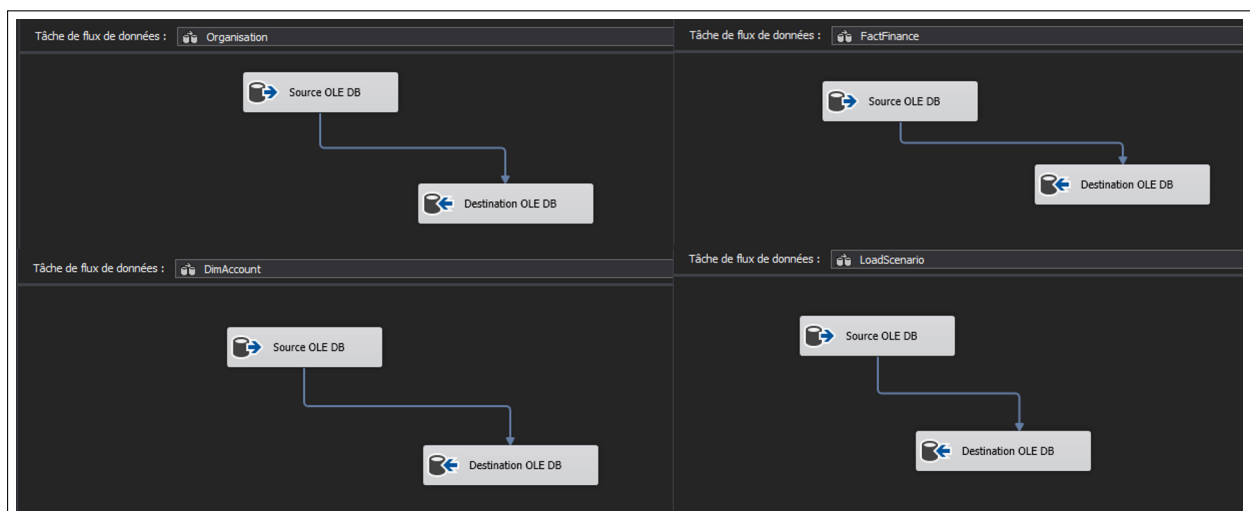 Tâche de flux de données : Organisation
Source OLE DB
Destination OLE DB
Tâche de flux de données : FactFinance
Source OLE DB
Destination OLE DB
Tâche de flux de données : DimAccount
Source OLE DB
Destination OLE DB
Tâche de flux de données : LoadScenario
Source OLE DB
Destination OLE DB